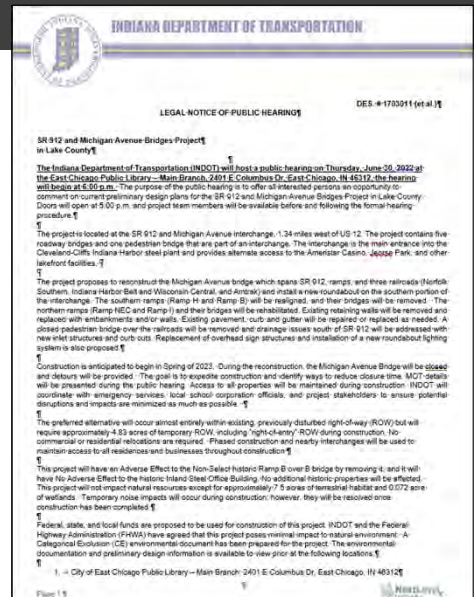 INDIANA DEPARTMENT OF TRANSPORTATION
DES. # 1703011 (et al.)¶
LEGAL NOTICE OF PUBLIC HEARING¶
SR 912 and Michigan Avenue Bridges Project¶
in Lake County¶
¶
The Indiana Department of Transportation (INDOT) will host a public hearing on Thursday, June 30, 2022 at
the East Chicago Public Library – Main Branch, 2401 E Columbus Dr, East Chicago, IN 46312, the hearing
will begin at 6:00 p.m. The purpose of the public hearing is to offer all interested persons an opportunity to
comment on current preliminary design plans for the SR 912 and Michigan Avenue Bridges Project in Lake County.
Doors will open at 5:00 p.m. and project team members will be available before and following the formal hearing
procedure.¶
¶
The project is located at the SR 912 and Michigan Avenue interchange, 1.34 miles west of US 12. The project contains five
roadway bridges and one pedestrian bridge that are part of an interchange. The interchange is the main entrance into the
Cleveland-Cliffs Indiana Harbor steel plant and provides alternate access to the Ameristar Casino, Jeorse Park, and other
lakefront facilities. ¶
¶
The project proposes to reconstruct the Michigan Avenue bridge which spans SR 912, ramps, and three railroads (Norfolk
Southern, Indiana Harbor Belt and Wisconsin Central, and Amtrak) and install a new roundabout on the southern portion of
the interchange. The southern ramps (Ramp H and Ramp B) will be realigned, and their bridges will be removed. The
northern ramps (Ramp NEC and Ramp F) and their bridges will be rehabilitated. Existing retaining walls will be removed and
replaced with embankments and/or walls. Existing pavement, curb and gutter will be repaired or replaced as needed. A
closed pedestrian bridge over the railroads will be removed and drainage issues south of SR 912 will be addressed with
new inlet structures and curb cuts. Replacement of overhead sign structures and installation of a new roundabout lighting
system is also proposed.¶
¶
Construction is anticipated to begin in Spring of 2023. During the reconstruction, the Michigan Avenue Bridge will be closed
and detours will be provided. The goal is to expedite construction and identify ways to reduce closure time. MOT details
will be presented during the public hearing. Access to all properties will be maintained during construction. INDOT will
coordinate with emergency services, local school corporation officials, and project stakeholders to ensure potential
disruptions and impacts are minimized as much as possible. ¶
¶
The preferred alternative will occur almost entirely within existing, previously disturbed right-of-way (ROW) but will
require approximately 4.83 acres of temporary ROW, including "right-of-entry" ROW during construction. No
commercial or residential relocations are required. Phased construction and nearby interchanges will be used to
maintain access to all residences and businesses throughout construction.¶
¶
This project will have an Adverse Effect to the Non-Select historic Ramp B over B bridge by removing it, and it will
have No Adverse Effect to the historic Inland Steel Office Building. No additional historic properties will be affected.
This project will not impact natural resources except for approximately 7.5 acres of terrestrial habitat and 0.072 acre
of wetlands. Temporary noise impacts will occur during construction; however, they will be resolved once
construction has been completed.¶
¶
Federal, state, and local funds are proposed to be used for construction of this project. INDOT and the Federal
Highway Administration (FHWA) have agreed that this project poses minimal impact to natural environment. A
Categorical Exclusion (CE) environmental document has been prepared for the project. The environmental
documentation and preliminary design information is available to view prior at the following locations:¶
¶
1. City of East Chicago Public Library – Main Branch: 2401 E Columbus Dr, East Chicago, IN 46312¶
¶
Page 1¶
NEXTLEVEL